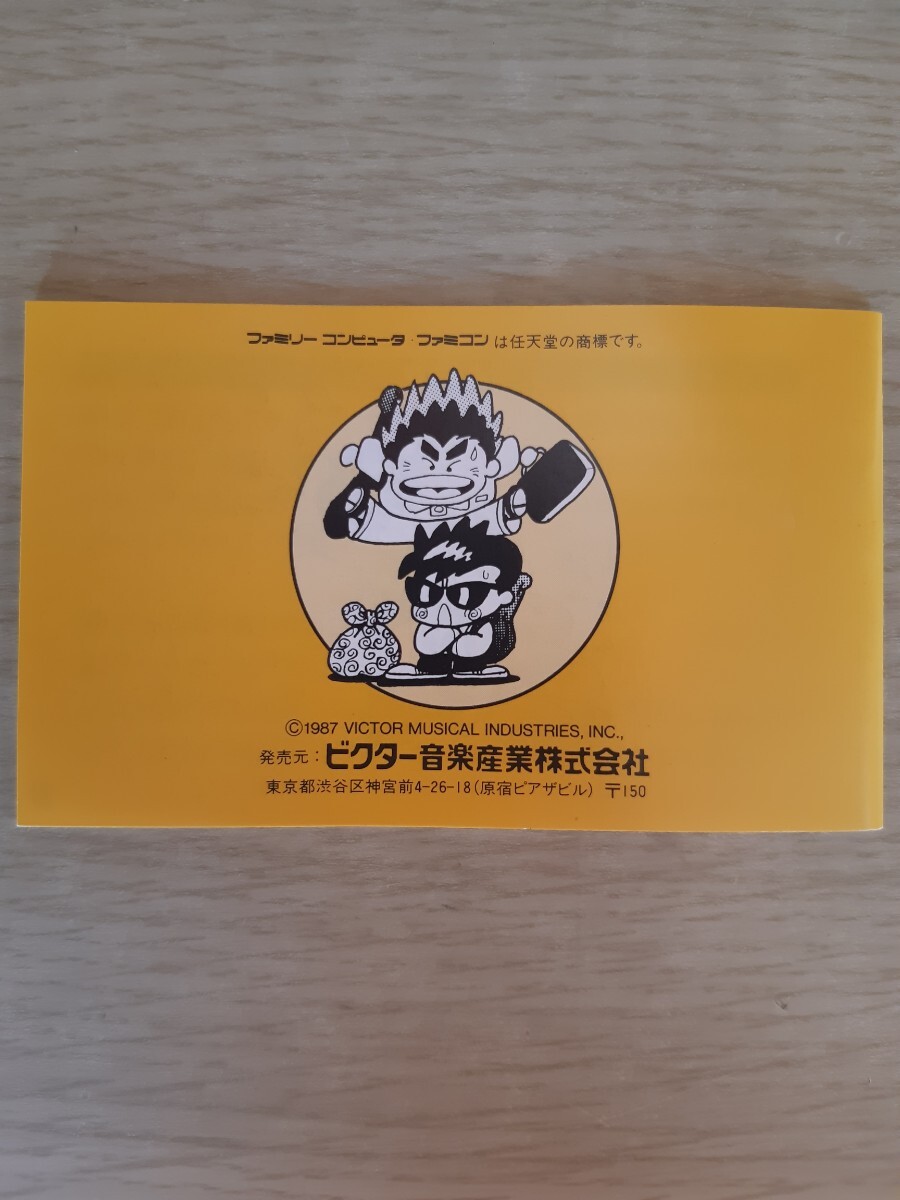 ファミリー コンピュータ・ファミコン は任天堂の商標です。
©1987 VICTOR MUSICAL INDUSTRIES, INC.,
発売元：ビクター音楽産業株式会社
東京都渋谷区神宮前4-26-18(原宿ピアザビル) 〒150